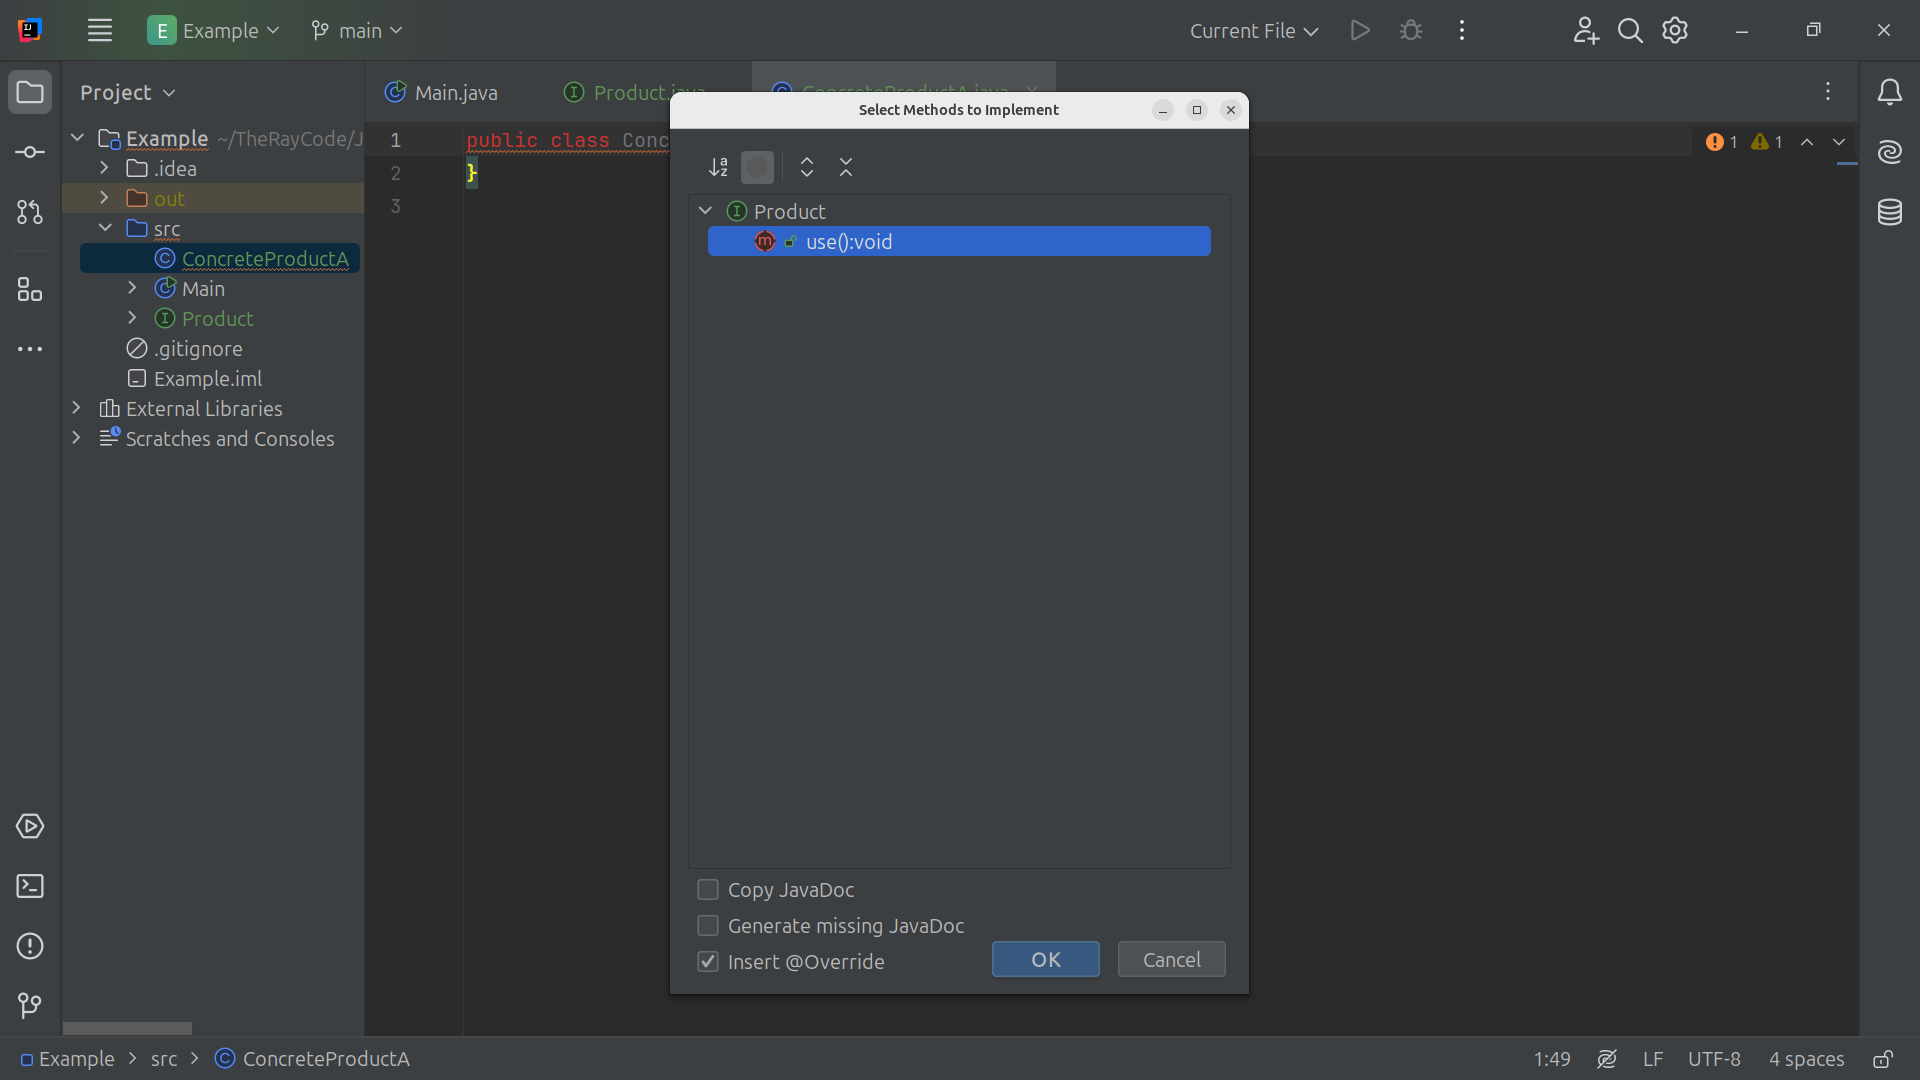 E Example main Current File
Project
Main.java Product.java ConcreteProductA.java
Select Methods to Implement
Example ~/TheRayCode/J
.idea
out
src
ConcreteProductA
Main
Product
.gitignore
Example.iml
External Libraries
Scratches and Consoles
1 public class Conc
2 }
3
1 1
Product
use():void
Copy JavaDoc
Generate missing JavaDoc
Insert @Override
OK Cancel
Example > src > ConcreteProductA 1:49 LF UTF-8 4 spaces